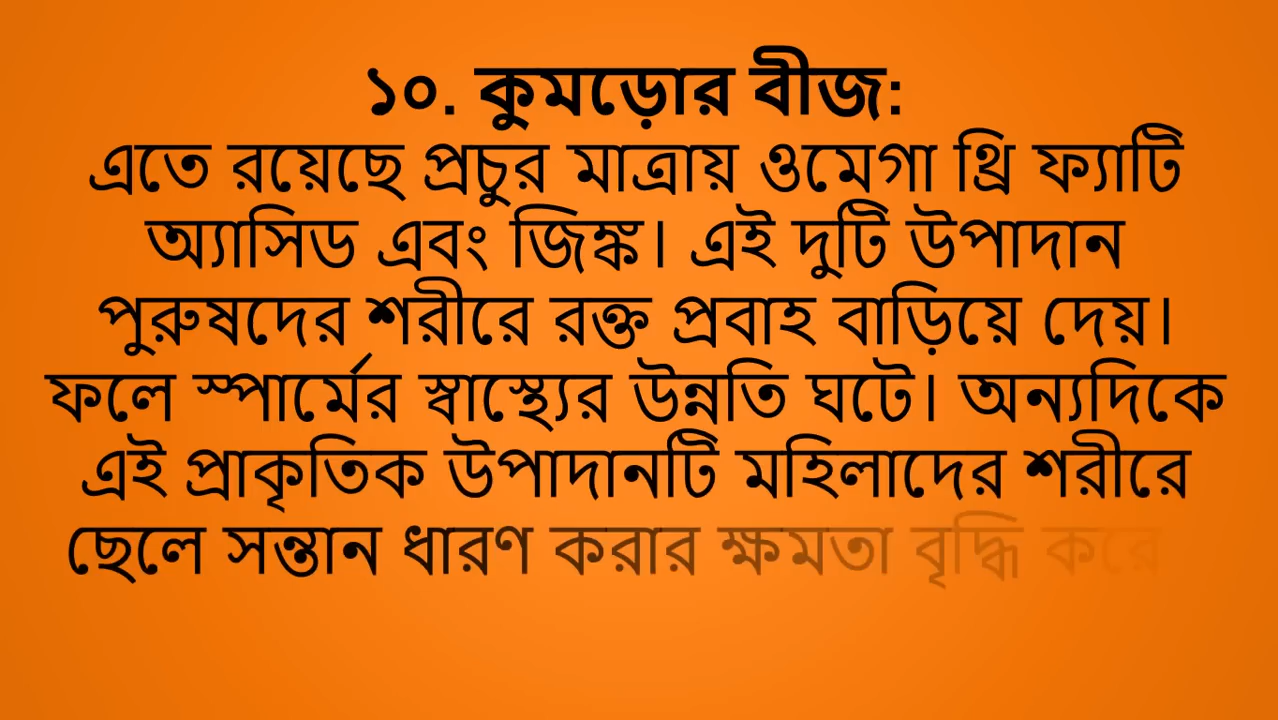 ১০. কুমড়োর বীজ:
এতে রয়েছে প্রচুর মাত্রায় ওমেগা থ্রি ফ্যাটি
অ্যাসিড এবং জিঙ্ক। এই দুটি উপাদান
পুরুষদের শরীরে রক্ত প্রবাহ বাড়িয়ে দেয়।
ফলে স্পার্মের স্বাস্থ্যের উন্নতি ঘটে। অন্যদিকে
এই প্রাকৃতিক উপাদানটি মহিলাদের শরীরে
ছেলে সন্তান ধারণ করার ক্ষমতা বৃদ্ধি করে